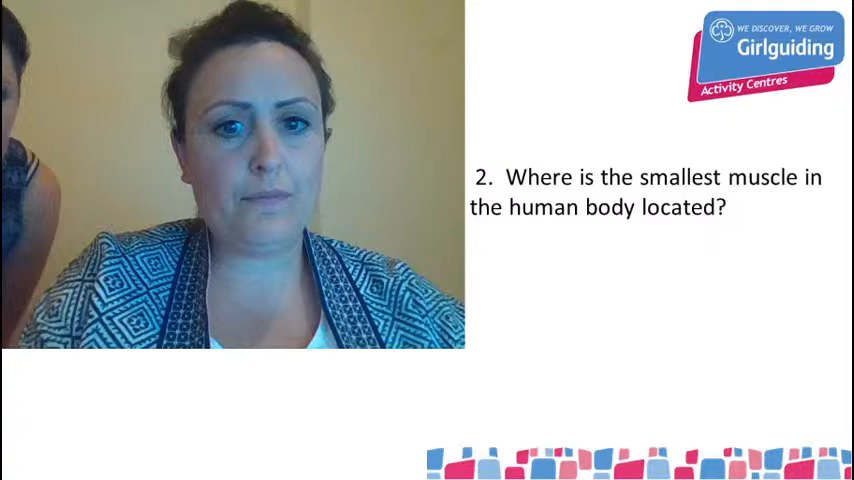 WE DISCOVER, WE GROW
Girlguiding
Activity Centres
2. Where is the smallest muscle in
the human body located?